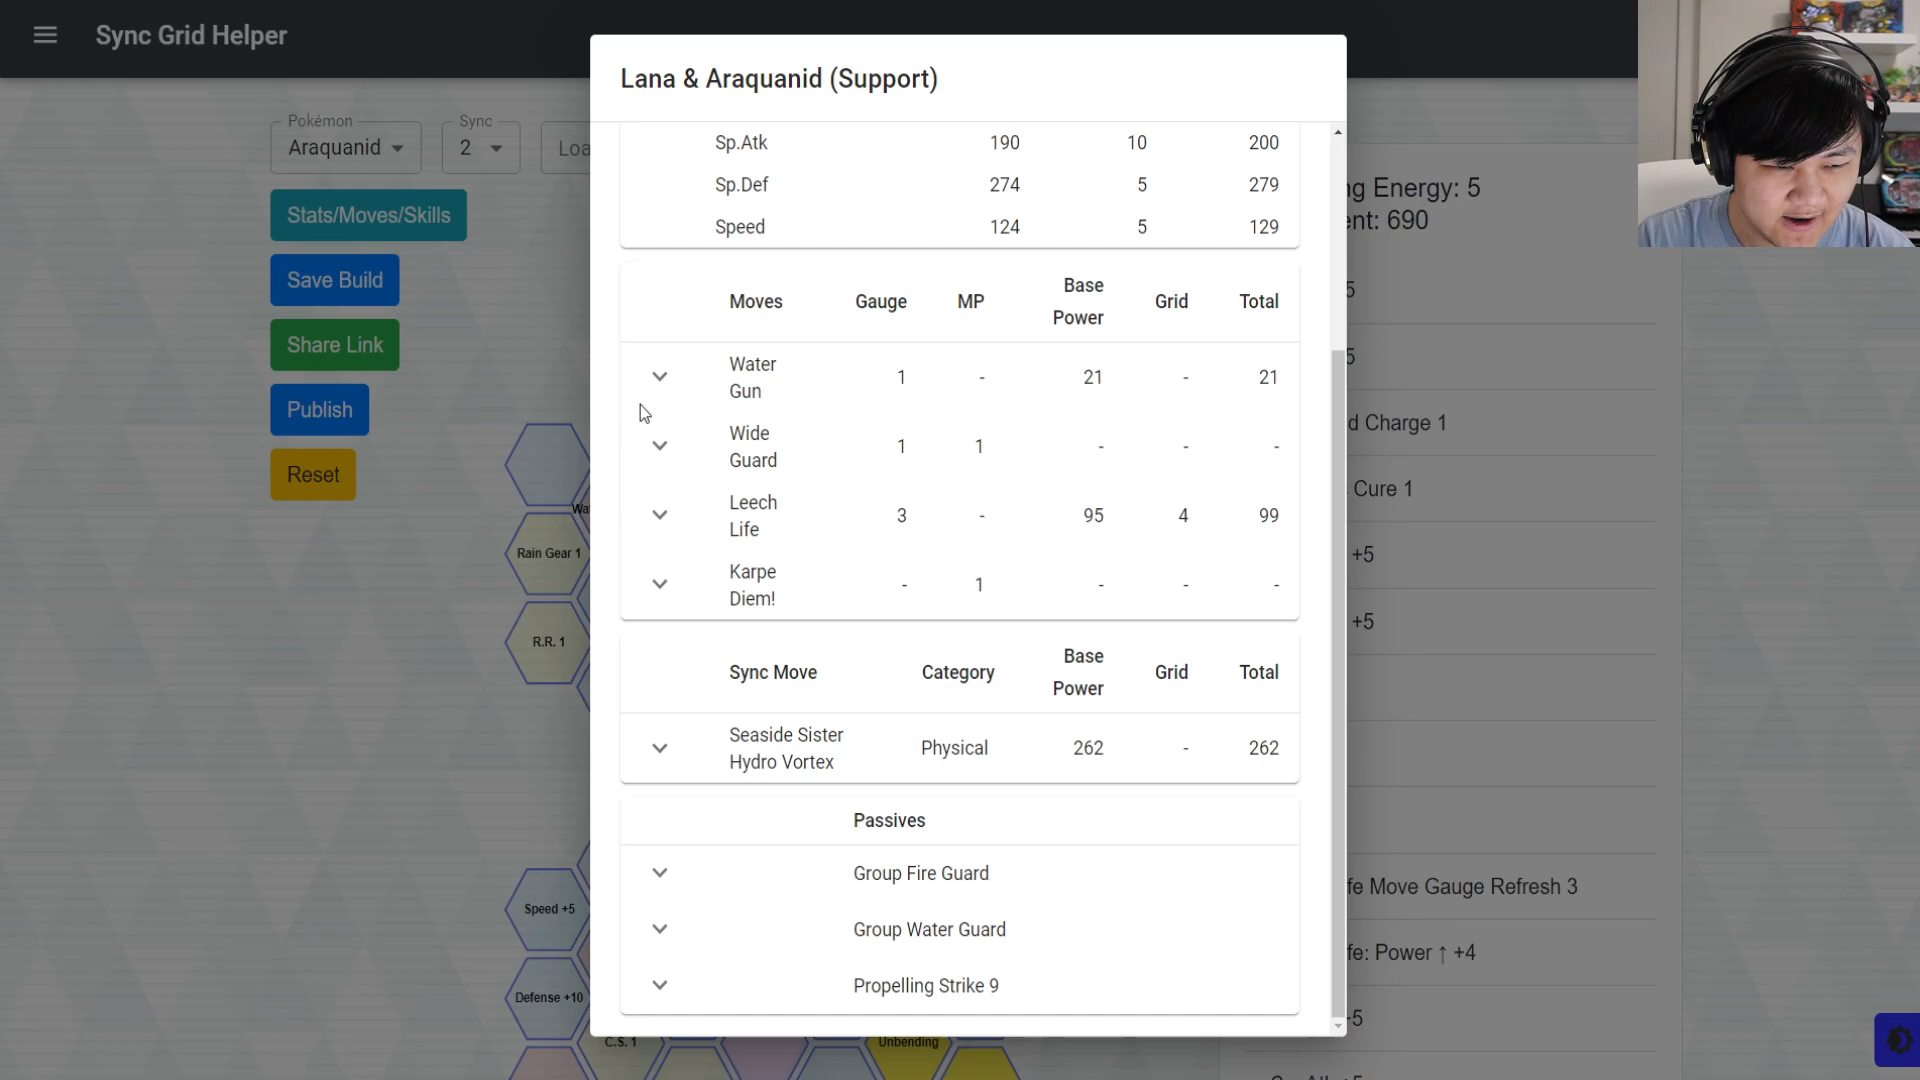 Sync Grid Helper
Lana & Araquanid (Support)
Pokémon
Araquanid
Sync
2
Loa
Stats/Moves/Skills
Save Build
Share Link
Publish
Reset
Sp.Atk 190 10 200
Sp.Def 274 5 279
Speed 124 5 129
Moves Gauge MP Base Power Grid Total
Water Gun 1 - 21 - 21
Wide Guard 1 1 - - -
Leech Life 3 - 95 4 99
Karpe Diem! - 1 - - -
Sync Move Category Base Power Grid Total
Seaside Sister Hydro Vortex Physical 262 - 262
Passives
Group Fire Guard
Group Water Guard
Propelling Strike 9
Rain Gear 1
R.R. 1
Speed +5
Defense +10
C.S. 1
Unbending
ng Energy: 5
ent: 690
5
5
d Charge 1
Cure 1
+5
+5
fe Move Gauge Refresh 3
fe: Power ↑ +4